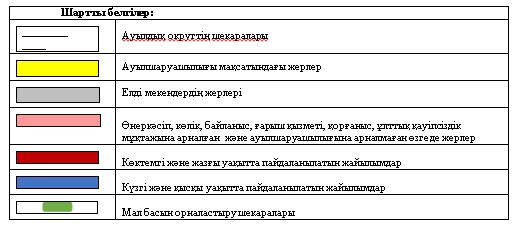 Шартты белгілер:
Ауылдық округтің шекаралары
Ауылшаруашылығы мақсатындағы жерлер
Елді мекендердің жерлері
Өнеркәсіп, көлік, байланыс, ғарыш қызметі, қорғаныс, ұлттық қауіпсіздік
мұқтажына арналған және ауылшаруашылығына арналмаған өзгеде жерлер
Көктемгі және жазғы уақытта пайдаланылатын жайылымдар
Күзгі және қысқы уақытта пайдаланылатын жайылымдар
Мал басын орналастыру шекаралары